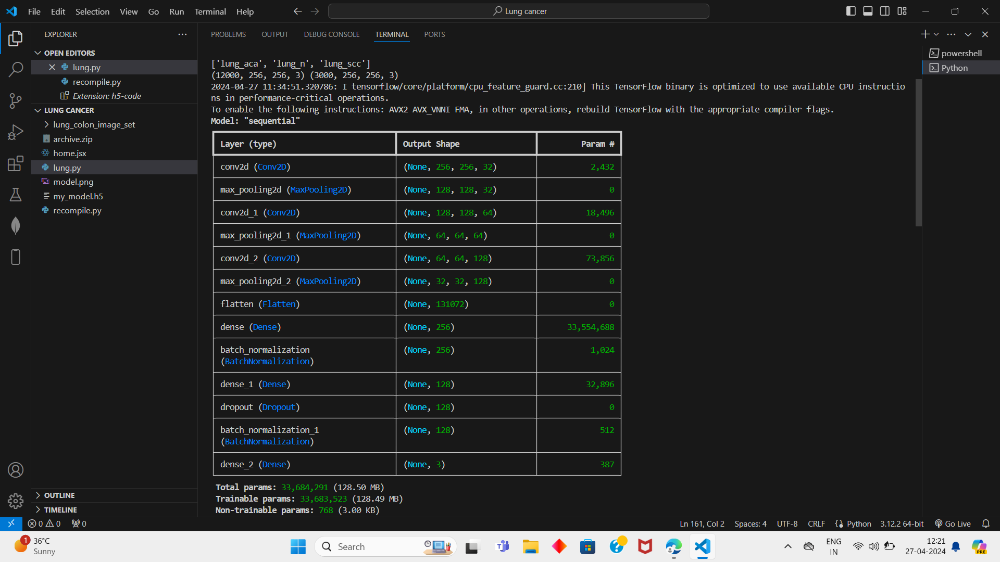 File Edit Selection View Go Run Terminal Help
Lung cancer
EXPLORER
OPEN EDITORS
lung.py
recompile.py
Extension: h5-code
LUNG CANCER
lung_colon_image_set
archive.zip
home.jsx
lung.py
model.png
my_model.h5
recompile.py
OUTLINE
TIMELINE
PROBLEMS OUTPUT DEBUG CONSOLE TERMINAL PORTS
powershell
Python
['lung_aca', 'lung_n', 'lung_scc']
(12000, 256, 256, 3) (3000, 256, 256, 3)
2024-04-27 11:34:51.320786: I tensorflow/core/platform/cpu_feature_guard.cc:210] This TensorFlow binary is optimized to use available CPU instructio
ns in performance-critical operations.
To enable the following instructions: AVX2 AVX_VNNI FMA, in other operations, rebuild TensorFlow with the appropriate compiler flags.
Model: "sequential"
Layer (type) Output Shape Param #
conv2d (Conv2D) (None, 256, 256, 32) 2,432
max_pooling2d (MaxPooling2D) (None, 128, 128, 32) 0
conv2d_1 (Conv2D) (None, 128, 128, 64) 18,496
max_pooling2d_1 (MaxPooling2D) (None, 64, 64, 64) 0
conv2d_2 (Conv2D) (None, 64, 64, 128) 73,856
max_pooling2d_2 (MaxPooling2D) (None, 32, 32, 128) 0
flatten (Flatten) (None, 131072) 0
dense (Dense) (None, 256) 33,554,688
batch_normalization (None, 256) 1,024
(BatchNormalization)
dense_1 (Dense) (None, 128) 32,896
dropout (Dropout) (None, 128) 0
batch_normalization_1 (None, 128) 512
(BatchNormalization)
dense_2 (Dense) (None, 3) 387
Total params: 33,684,291 (128.50 MB)
Trainable params: 33,683,523 (128.49 MB)
Non-trainable params: 768 (3.00 KB)
0 0 0 Ln 161, Col 2 Spaces: 4 UTF-8 CRLF Python 3.12.2 64-bit Go Live
1 36°C
Sunny
Search
ENG
IN
12:21
27-04-2024
PRE